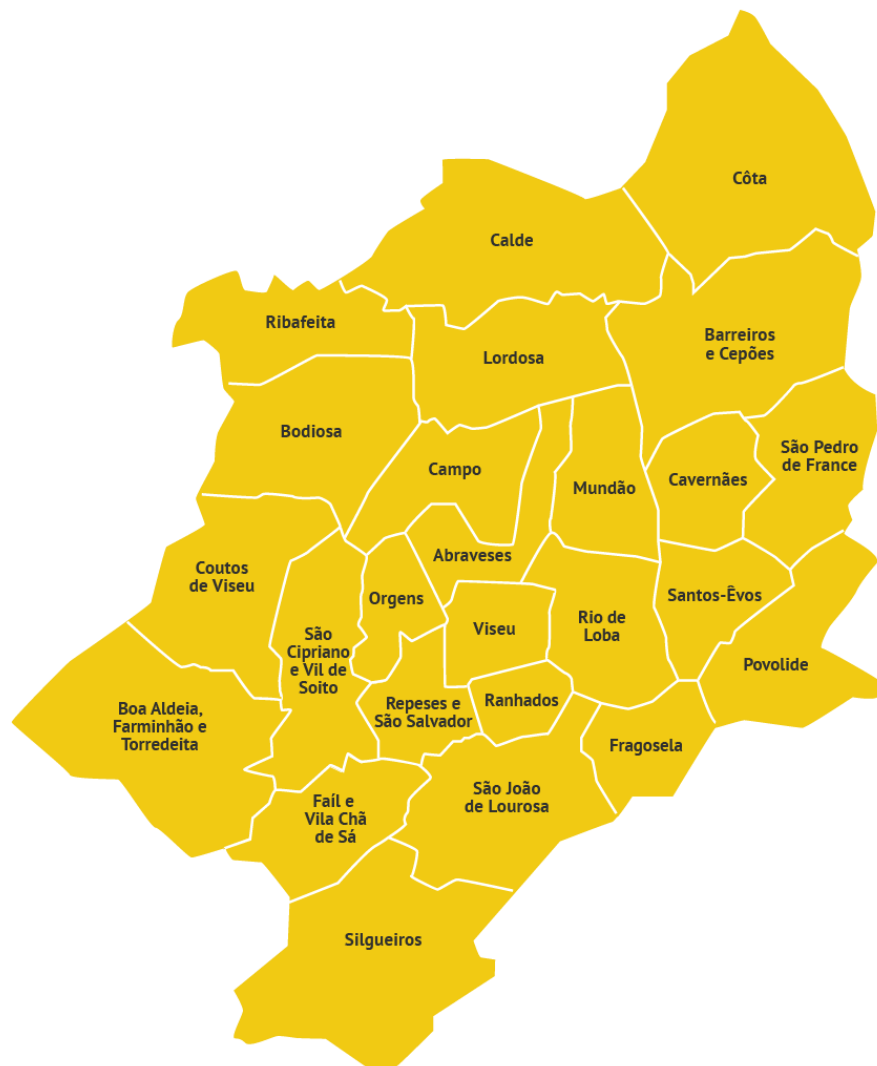 Côta
Calde
Ribafeita
Barreiros
e Cepões
Lordosa
Bodiosa
São Pedro
de France
Campo
Cavernães
Mundão
Abraveses
Coutos
de Viseu
Orgens
Santos-Êvos
Rio de
Loba
Viseu
São
Cipriano
e Vil de
Soito
Povolide
Boa Aldeia,
Farminhão e
Torredeita
Repeses e
São Salvador
Ranhados
Fragosela
São João
de Lourosa
Faíl e
Vila Chã
de Sá
Silgueiros